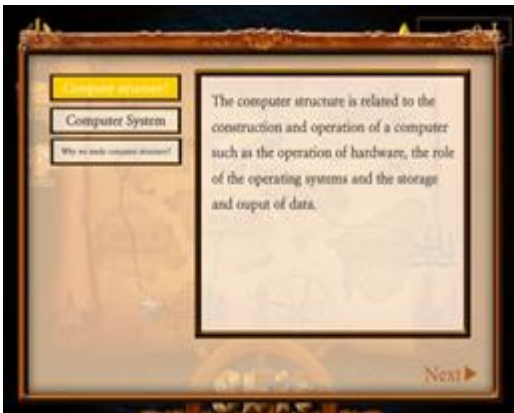 Computer structure?
Computer System
Why we study computer structure?
The computer structure is related to the
construction and operation of a computer
such as the operation of hardware, the role
of the operating systems and the storage
and ouput of data.
Next